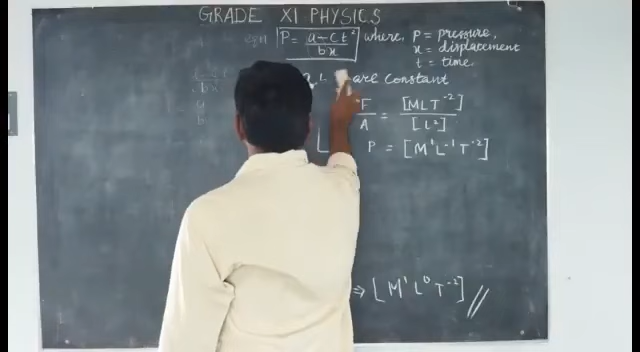 GRADE XI PHYSICS
eqn P = a-ct²/bx where, P = pressure,
x = displacement
t = time.
are constant
F/A = [MLT⁻²]/[L²]
P = [M¹L⁻¹T⁻²]
⇒ [M¹L⁰T⁻²] //